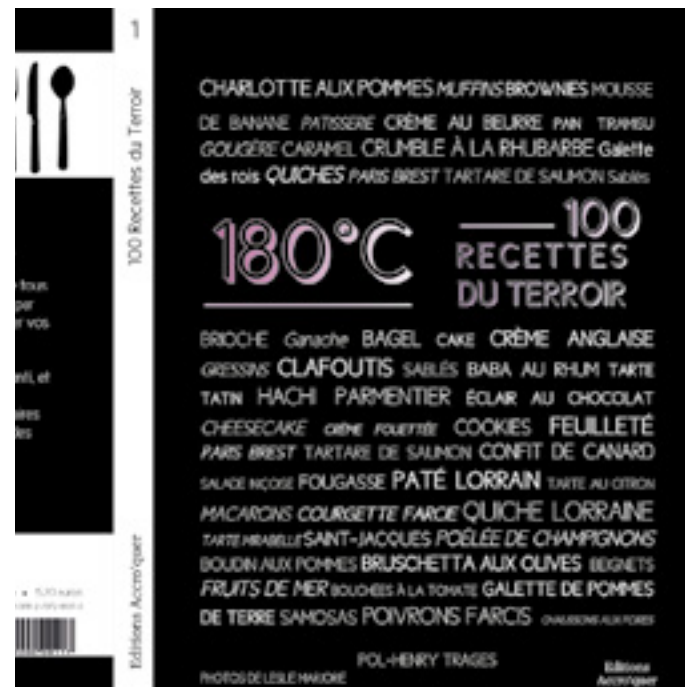 1
100 Recettes du Terroir
Editions Accro'quer
tous
par
r vos
et
aires
CHARLOTTE AUX POMMES MUFFINS BROWNIES MOUSSE
DE BANANE PATISSERIE CRÈME AU BEURRE PAIN
GOUGÈRE CARAMEL CRUMBLE À LA RHUBARBE Galette
des rois QUICHES PARIS BREST TARTARE DE SAUMON Sablés
180°C
100
RECETTES
DU TERROIR
BRIOCHE Ganache BAGEL CAKE CRÈME ANGLAISE
GRESSINS CLAFOUTIS SABLÉS BABA AU RHUM TARTE
TATIN HACHI PARMENTIER ÉCLAIR AU CHOCOLAT
CHEESECAKE CRÈME FOUETTÉE COOKIES FEUILLETÉ
PARIS BREST TARTARE DE SAUMON CONFIT DE CANARD
SALADE NIÇOISE FOUGASSE PATÉ LORRAIN TARTE AU CITRON
MACARONS COURGETTE FARCIE QUICHE LORRAINE
TARTE MIRABELLE SAINT-JACQUES POÊLÉE DE CHAMPIGNONS
BOUDIN AUX POMMES BRUSCHETTA AUX OLIVES BEIGNETS
FRUITS DE MER BOUCHÉES À LA TOMATE GALETTE DE POMMES
DE TERRE SAMOSAS POIVRONS FARCIS CHAUSSONS AUX POIRES
POL-HENRY TRAGES
PHOTOS DE LESLIE MARJORIE
Editions
Accro'quer